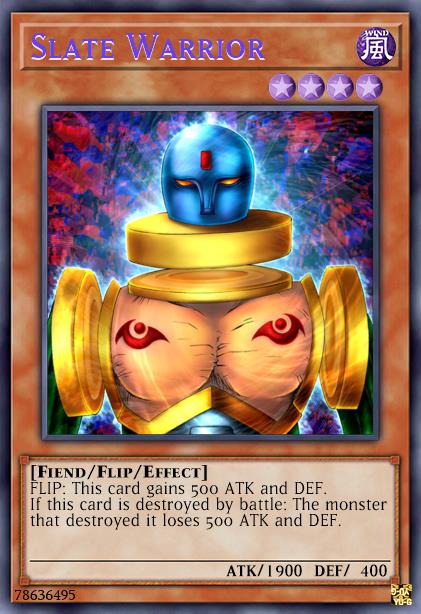 SLATE WARRIOR
WIND
風
[FIEND/FLIP/EFFECT]
FLIP: This card gains 500 ATK and DEF.
If this card is destroyed by battle: The monster
that destroyed it loses 500 ATK and DEF.
ATK/1900 DEF/ 400
78636495